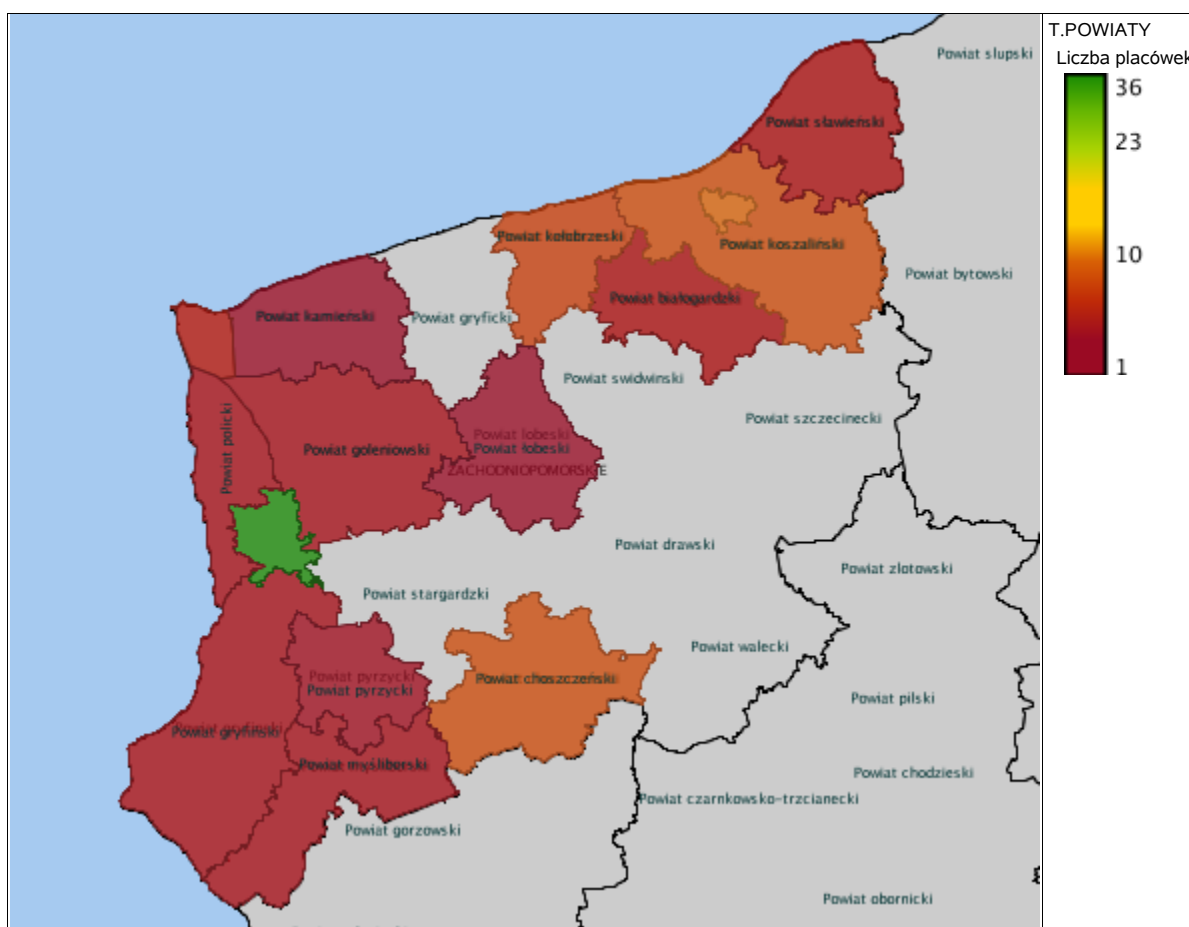 T.POWIATY
Liczba placówek
36
23
10
1
Powiat slupski
Powiat sławieński
Powiat kołobrzeski
Powiat koszaliński
Powiat bytowski
Powiat białogardzki
Powiat kamieński
Powiat gryficki
Powiat swidwinski
Powiat szczecinecki
Powiat policki
Powiat goleniowski
Powiat lobeski
Powiat łobeski
ZACHODNIOPOMORSKIE
Powiat drawski
Powiat zlotowski
Powiat stargardzki
Powiat walecki
Powiat pyrzycki
Powiat pyrzycki
Powiat choszczeński
Powiat pilski
Powiat gryfinski
Powiat gryfiński
Powiat myśliborski
Powiat chodzieski
Powiat czarnkowsko-trzcianecki
Powiat gorzowski
Powiat obornicki